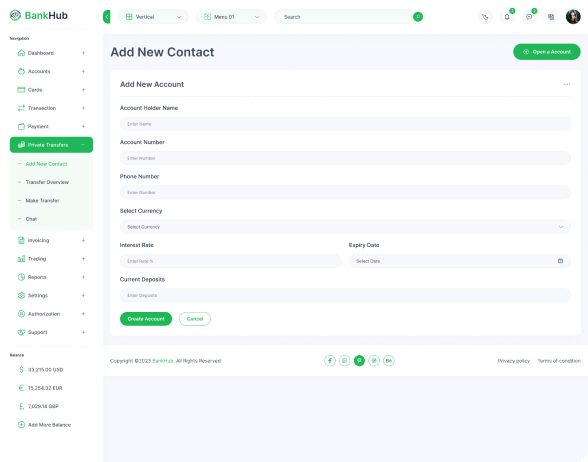 BankHub
Vertical
Menu 01
Search
Navigation
Dashboard
Accounts
Cards
Transection
Payment
Private Transfers
Add New Contact
Transfer Overview
Make Transfer
Chat
Invoicing
Trading
Reports
Settings
Authorization
Support
Balance
33,215.00 USD
15,254.32 EUR
7,029.14 GBP
Add More Balance
Add New Contact
Open a Account
Add New Account
Account Holder Name
Enter Name
Account Number
Enter Number
Phone Number
Enter Number
Select Currency
Select Currency
Interest Rate
Expiry Date
Select Date
Current Deposits
Enter Deposits
Create Account
Cancel
Copyright ©2023 BankHub. All Rights Reserved
Privacy policy
Terms of condition